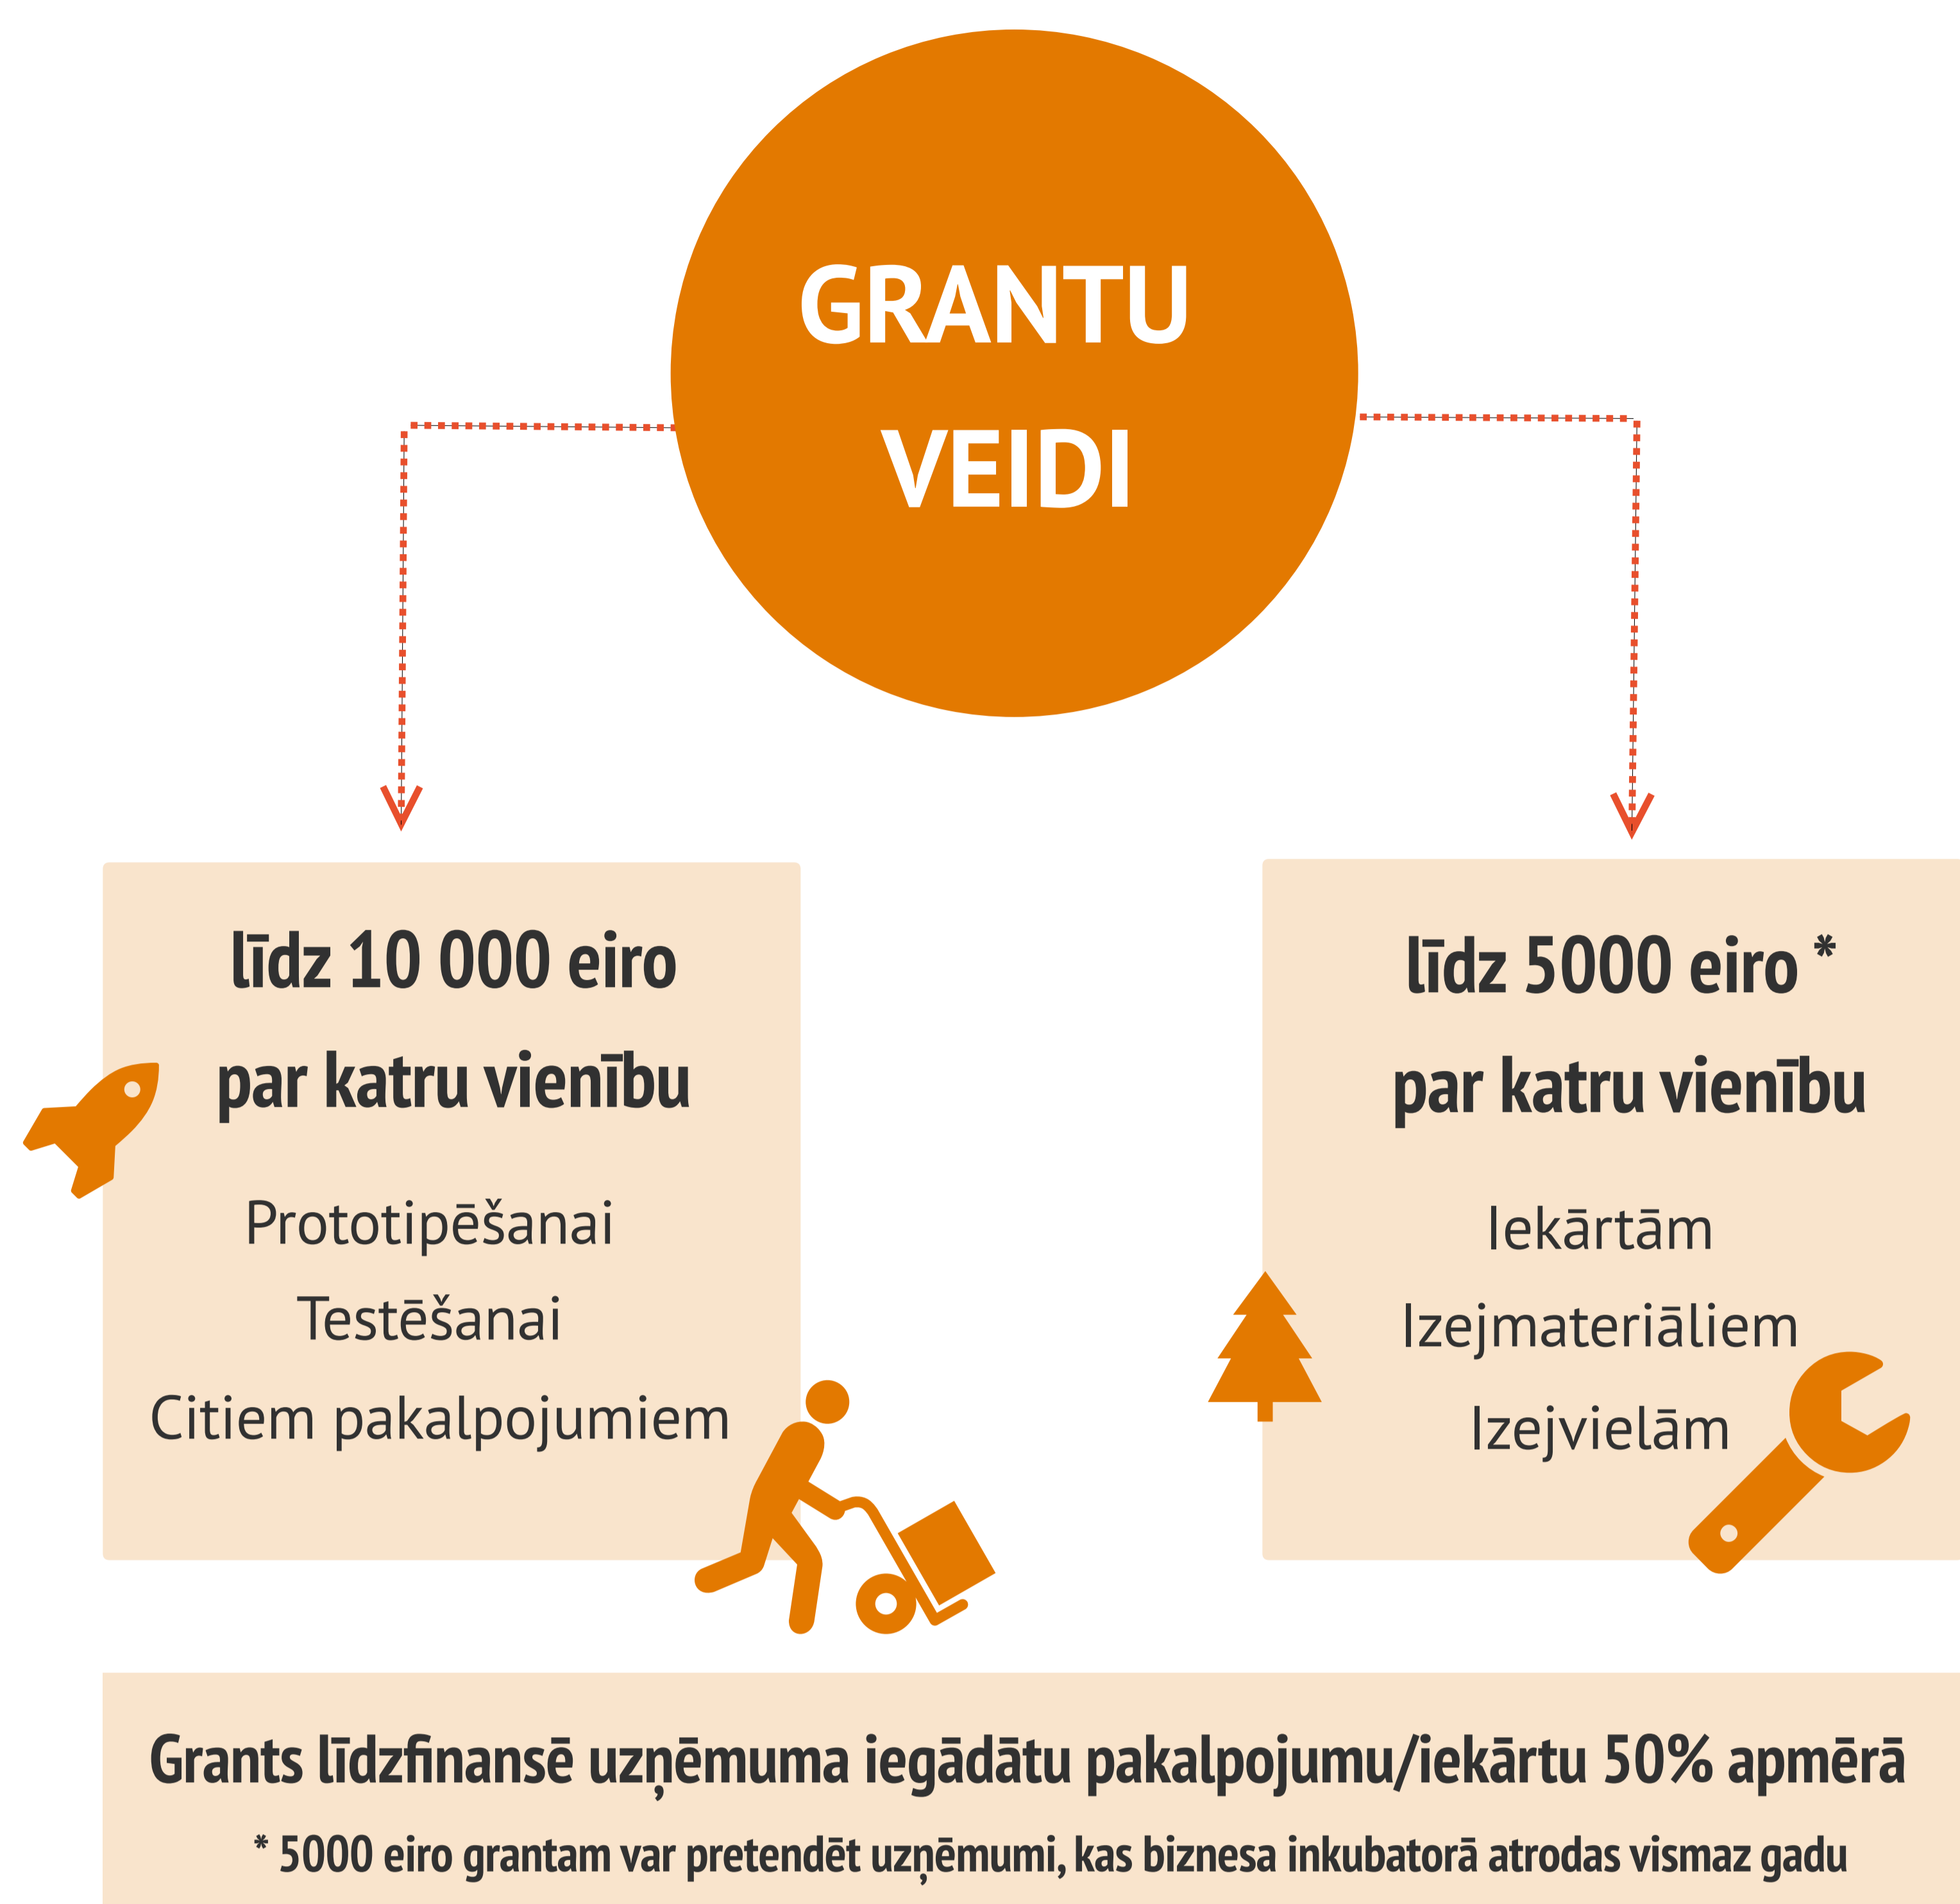 GRANTU
VEIDI
līdz 10 000 eiro
par katru vienību
Prototipēšanai
Testēšanai
Citiem pakalpojumiem
līdz 5000 eiro *
par katru vienību
Iekārtam
Izejmateriāliem
Izejvielām
Grants līdzfinansē uzņēmuma iegādātu pakalpojumu/iekārtu 50% apmērā
* 5000 eiro grantam var pretendēt uzņēmumi, kas biznesa inkubatorā atrodas vismaz gadu